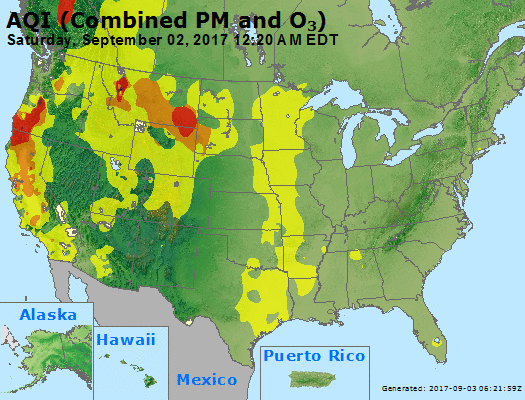 AQI (Combined PM and O₃)
Saturday, September 02, 2017 12:20 AM EDT
Alaska
Hawaii
Puerto Rico
Mexico
Generated: 2017-09-03 06:21:59Z